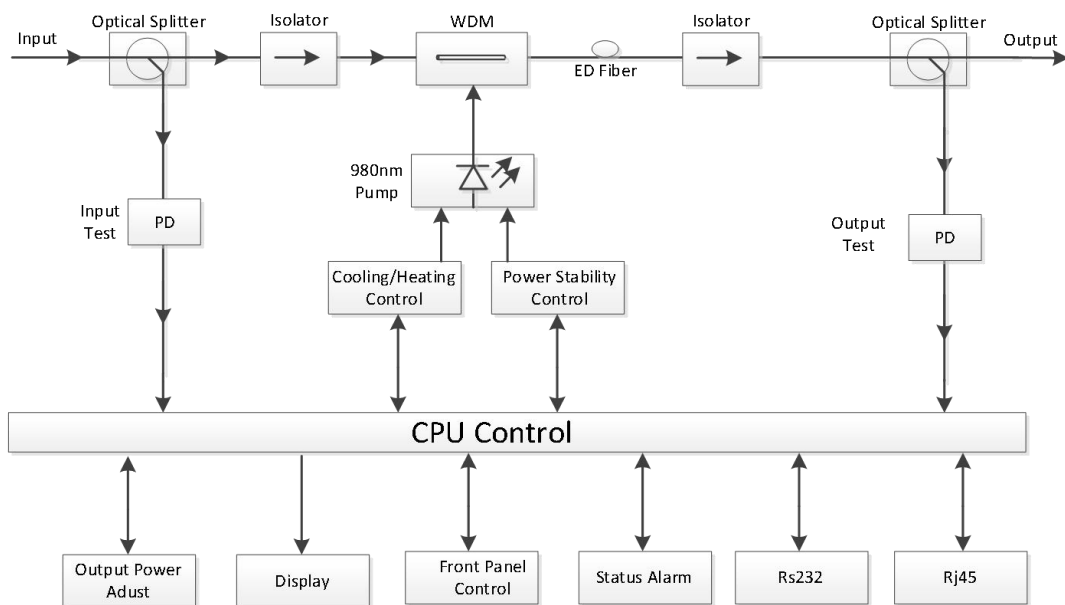 Optical Splitter
Isolator
WDM
Isolator
Optical Splitter
Input
Output
ED Fiber
980nm
Pump
Input
Test
PD
Output
Test
PD
Cooling/Heating
Control
Power Stability
Control
CPU Control
Output Power
Adust
Display
Front Panel
Control
Status Alarm
Rs232
Rj45